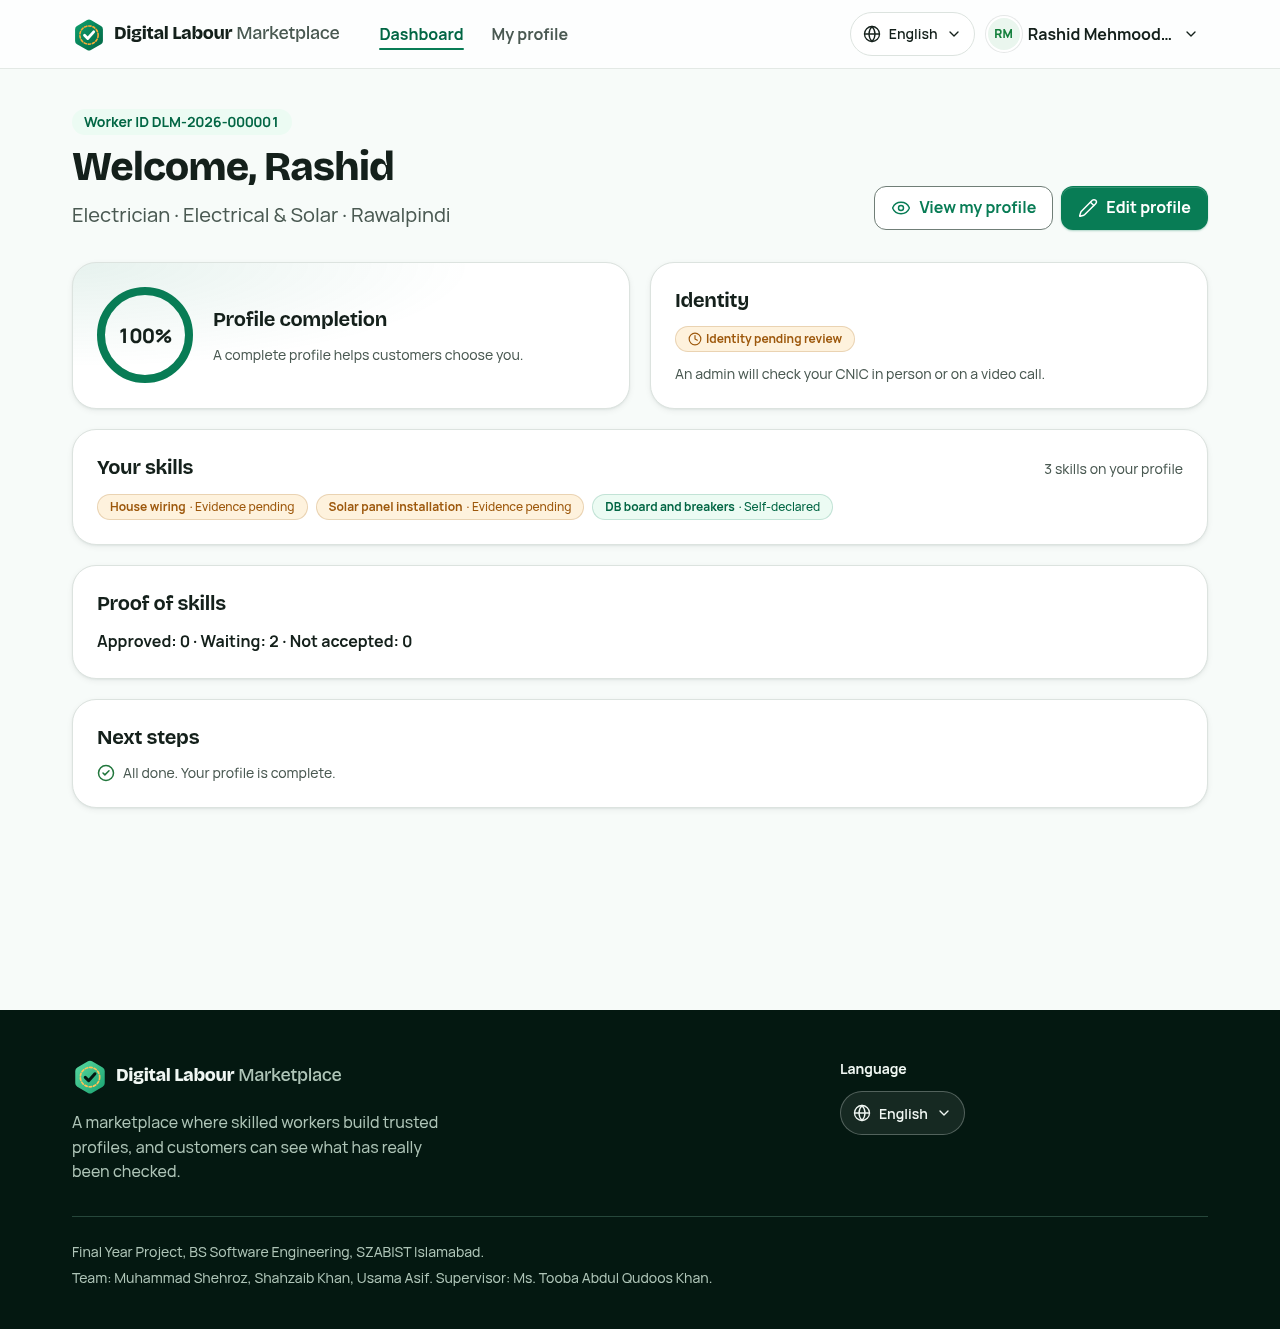 Digital Labour Marketplace
Dashboard
My profile
English
RM
Rashid Mehmood...
Worker ID DLM-2026-000001
Welcome, Rashid
Electrician · Electrical & Solar · Rawalpindi
View my profile
Edit profile
100%
Profile completion
A complete profile helps customers choose you.
Identity
Identity pending review
An admin will check your CNIC in person or on a video call.
Your skills
3 skills on your profile
House wiring · Evidence pending
Solar panel installation · Evidence pending
DB board and breakers · Self-declared
Proof of skills
Approved: 0 · Waiting: 2 · Not accepted: 0
Next steps
All done. Your profile is complete.
Digital Labour Marketplace
A marketplace where skilled workers build trusted
profiles, and customers can see what has really
been checked.
Language
English
Final Year Project, BS Software Engineering, SZABIST Islamabad.
Team: Muhammad Shehroz, Shahzaib Khan, Usama Asif. Supervisor: Ms. Tooba Abdul Qudoos Khan.